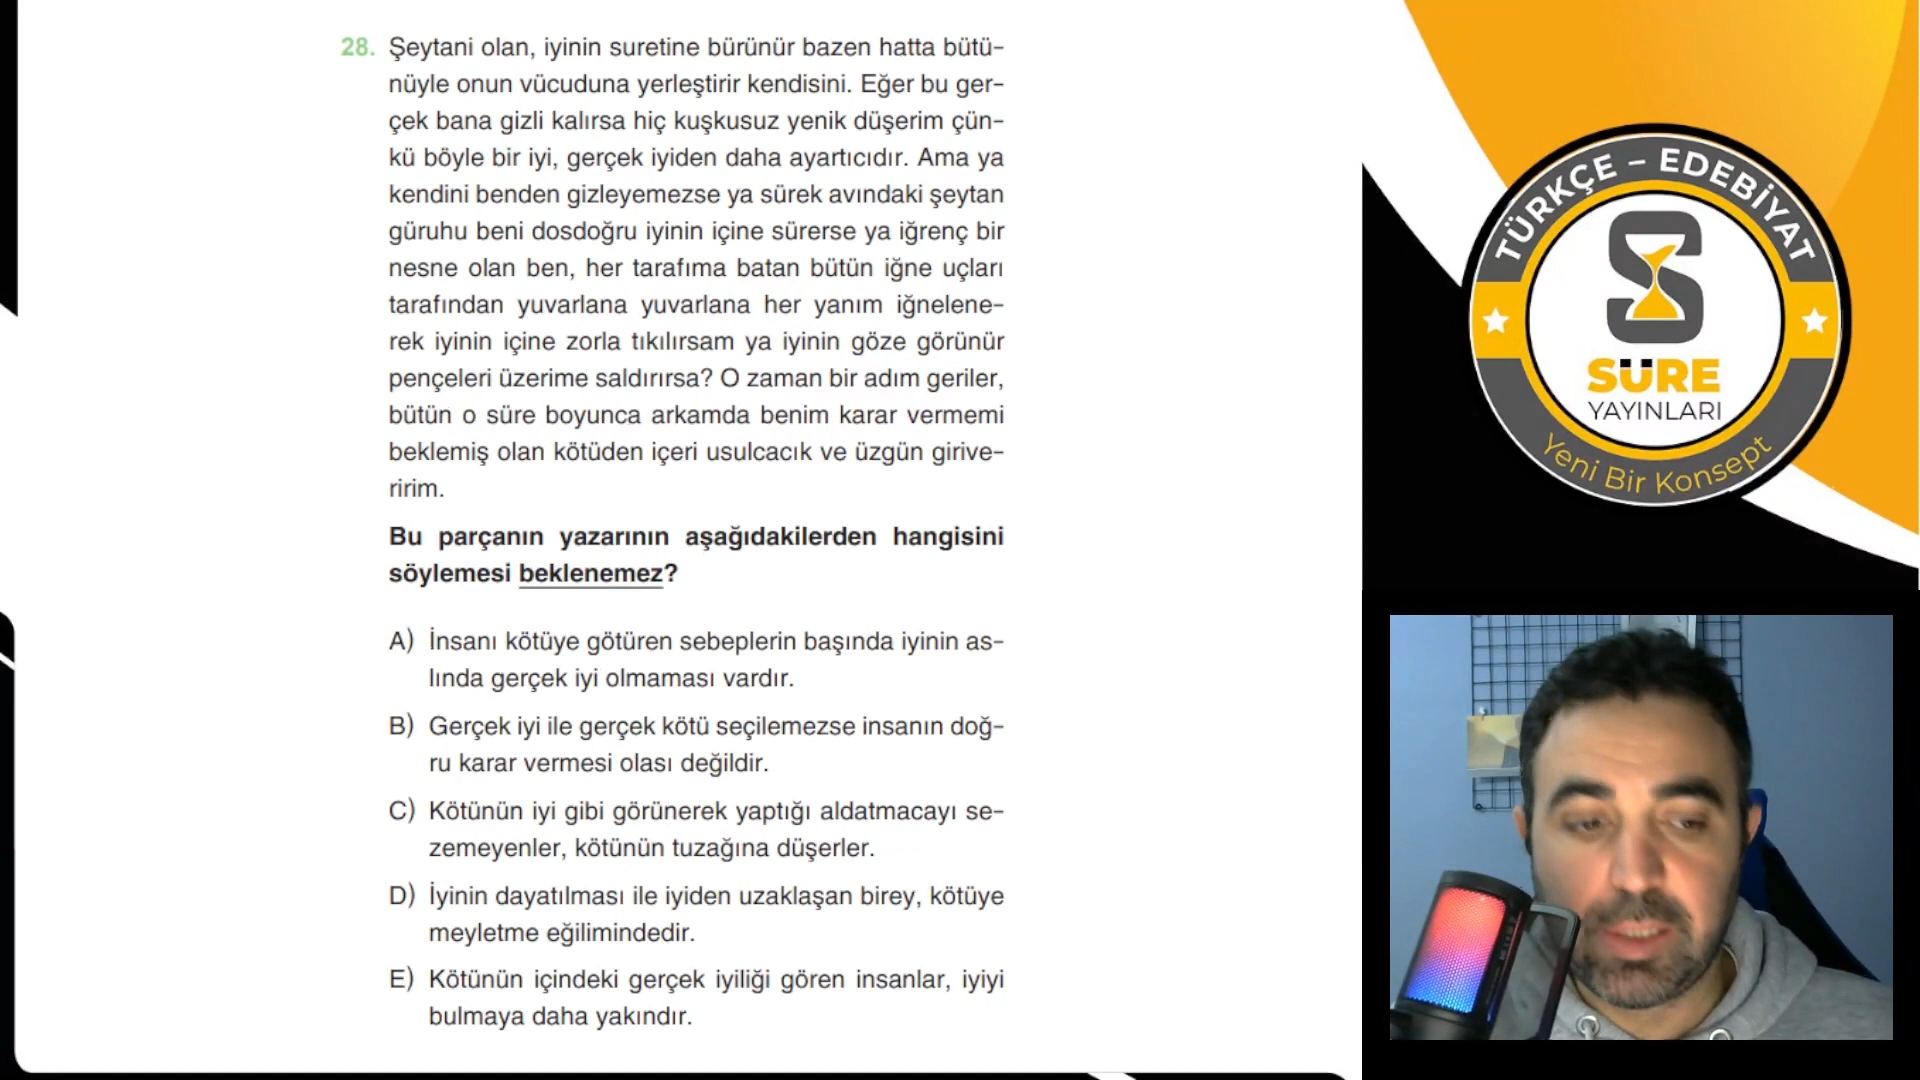 28. Şeytani olan, iyinin suretine bürünür bazen hatta bütü-
nüyle onun vücuduna yerleştirir kendisini. Eğer bu ger-
çek bana gizli kalırsa hiç kuşkusuz yenik düşerim çün-
kü böyle bir iyi, gerçek iyiden daha ayartıcıdır. Ama ya
kendini benden gizleyemezse ya sürek avındaki şeytan
güruhu beni dosdoğru iyinin içine sürerse ya iğrenç bir
nesne olan ben, her tarafıma batan bütün iğne uçları
tarafından yuvarlana yuvarlana her yanım iğnelene-
rek iyinin içine zorla tıkılırsam ya iyinin göze görünür
pençeleri üzerime saldırırsa? O zaman bir adım geriler,
bütün o süre boyunca arkamda benim karar vermemi
beklemiş olan kötüden içeri usulcacık ve üzgün girive-
ririm.
Bu parçanın yazarının aşağıdakilerden hangisini
söylemesi beklenemez?
A) İnsanı kötüye götüren sebeplerin başında iyinin as-
lında gerçek iyi olmaması vardır.
B) Gerçek iyi ile gerçek kötü seçilemezse insanın doğ-
ru karar vermesi olası değildir.
C) Kötünün iyi gibi görünerek yaptığı aldatmacayı se-
zemeyenler, kötünün tuzağına düşerler.
D) İyinin dayatılması ile iyiden uzaklaşan birey, kötüye
meyletme eğilimindedir.
E) Kötünün içindeki gerçek iyiliği gören insanlar, iyiyi
bulmaya daha yakındır.
TÜRKÇE – EDEBİYAT
SÜRE
YAYINLARI
Yeni Bir Konsept